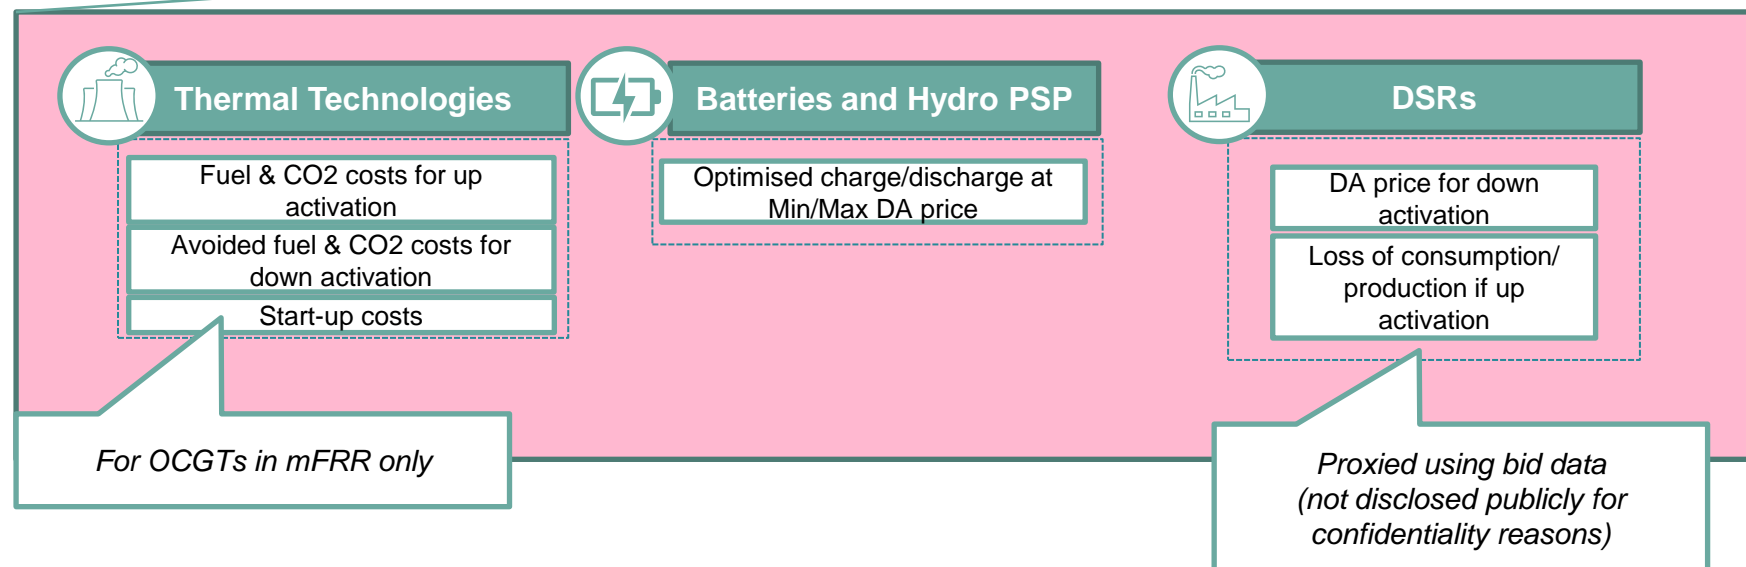 Thermal Technologies
Fuel & CO2 costs for up
activation
Avoided fuel & CO2 costs for
down activation
Start-up costs
For OCGTs in mFRR only
Batteries and Hydro PSP
Optimised charge/discharge at
Min/Max DA price
DSRs
DA price for down
activation
Loss of consumption/
production if up
activation
Proxied using bid data
(not disclosed publicly for
confidentiality reasons)